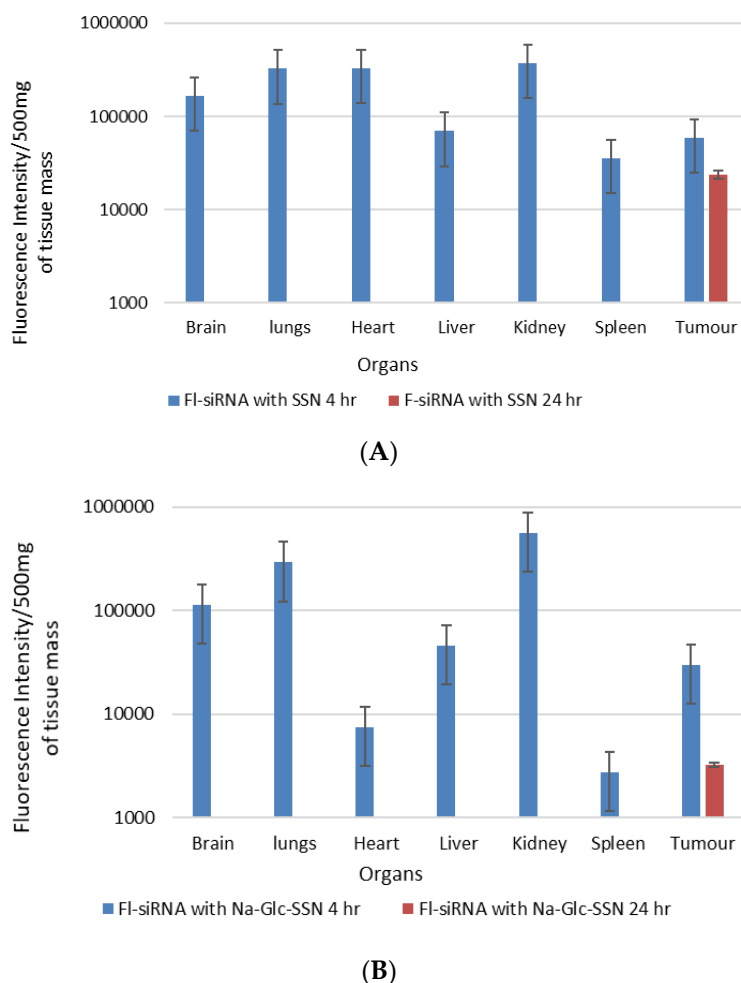 Fluorescence Intensity/500mg
of tissue mass
1000000
100000
10000
1000
Brain lungs Heart Liver Kidney Spleen Tumour
Organs
Fl-siRNA with SSN 4 hr F-siRNA with SSN 24 hr
(A)
Fluorescence Intensity/500mg
of tissue mass
1000000
100000
10000
1000
Brain lungs Heart Liver Kidney Spleen Tumour
Organs
Fl-siRNA with Na-Glc-SSN 4 hr Fl-siRNA with Na-Glc-SSN 24 hr
(B)